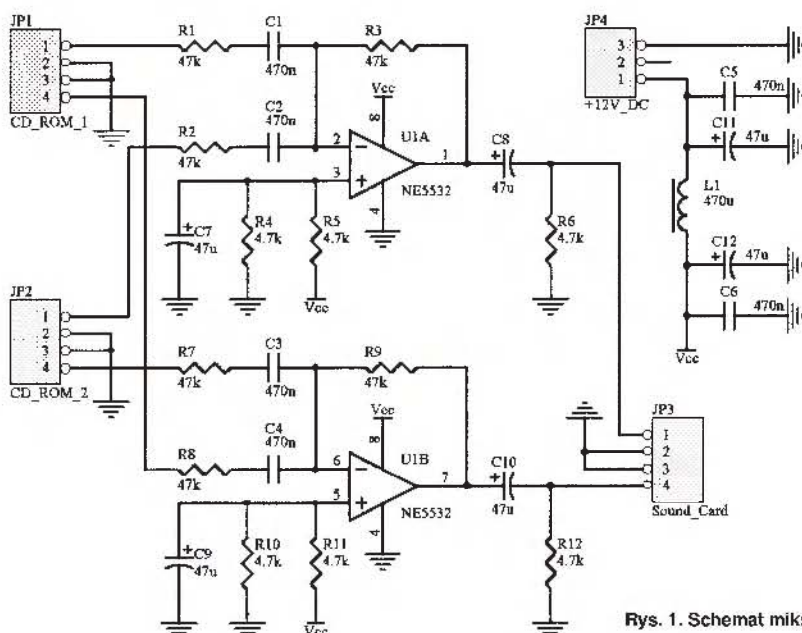 JP1
1
2
3
4
CD_ROM_1
R1
47k
C1
470n
R3
47k
R2
47k
C2
470n
Vcc
8
2
3
U1A
1
NE5532
4
C7
47u
R4
4.7k
R5
4.7k
Vcc
C8
47u
R6
4.7k
JP4
3
2
1
+12V_DC
C5
470n
C11
47u
L1
470u
C12
47u
C6
470n
Vcc
JP2
1
2
3
4
CD_ROM_2
R7
47k
C3
470n
R9
47k
R8
47k
C4
470n
Vcc
8
6
5
U1B
7
NE5532
4
C9
47u
R10
4.7k
R11
4.7k
Vcc
C10
47u
R12
4.7k
JP3
1
2
3
4
Sound_Card
Rys. 1. Schemat mik